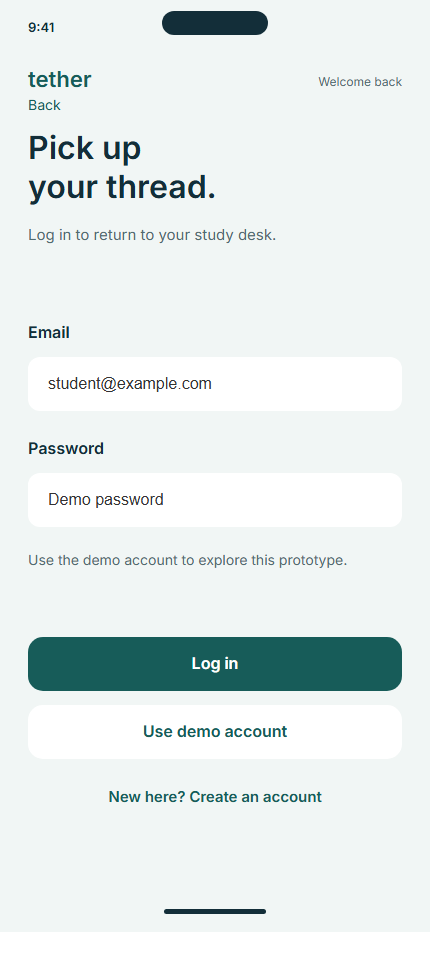 9:41
tether
Welcome back
Back
Pick up
your thread.
Log in to return to your study desk.
Email
student@example.com
Password
Demo password
Use the demo account to explore this prototype.
Log in
Use demo account
New here? Create an account